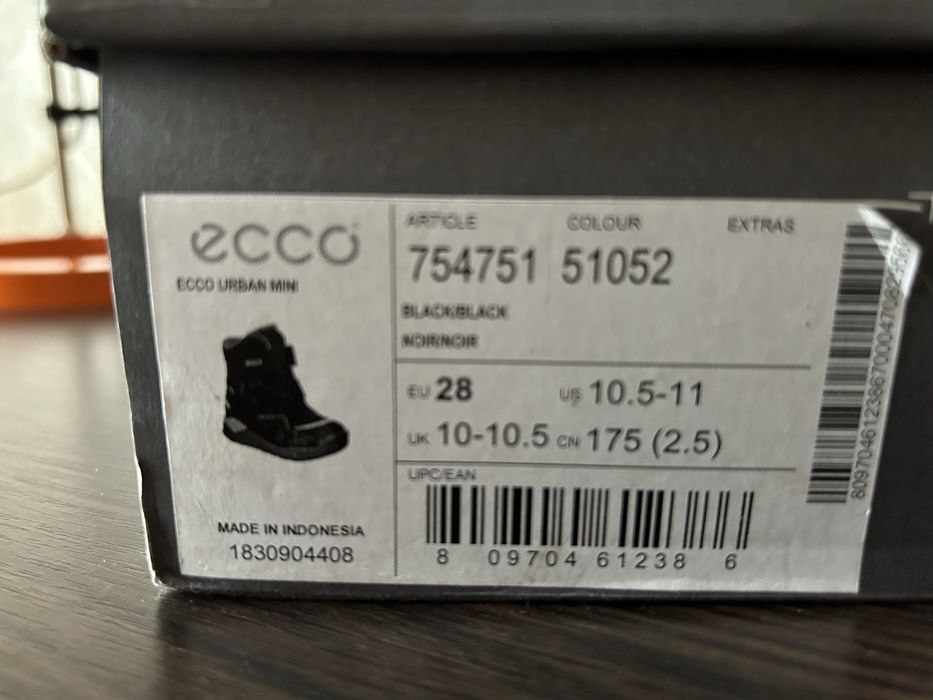 ecco
ECCO URBAN MINI
MADE IN INDONESIA
1830904408
ARTICLE COLOUR EXTRAS
754751 51052
BLACK/BLACK
NOIR/NOIR
EU 28 US 10.5-11
UK 10-10.5 CN 175 (2.5)
UPC/EAN
8 09704 61238 6